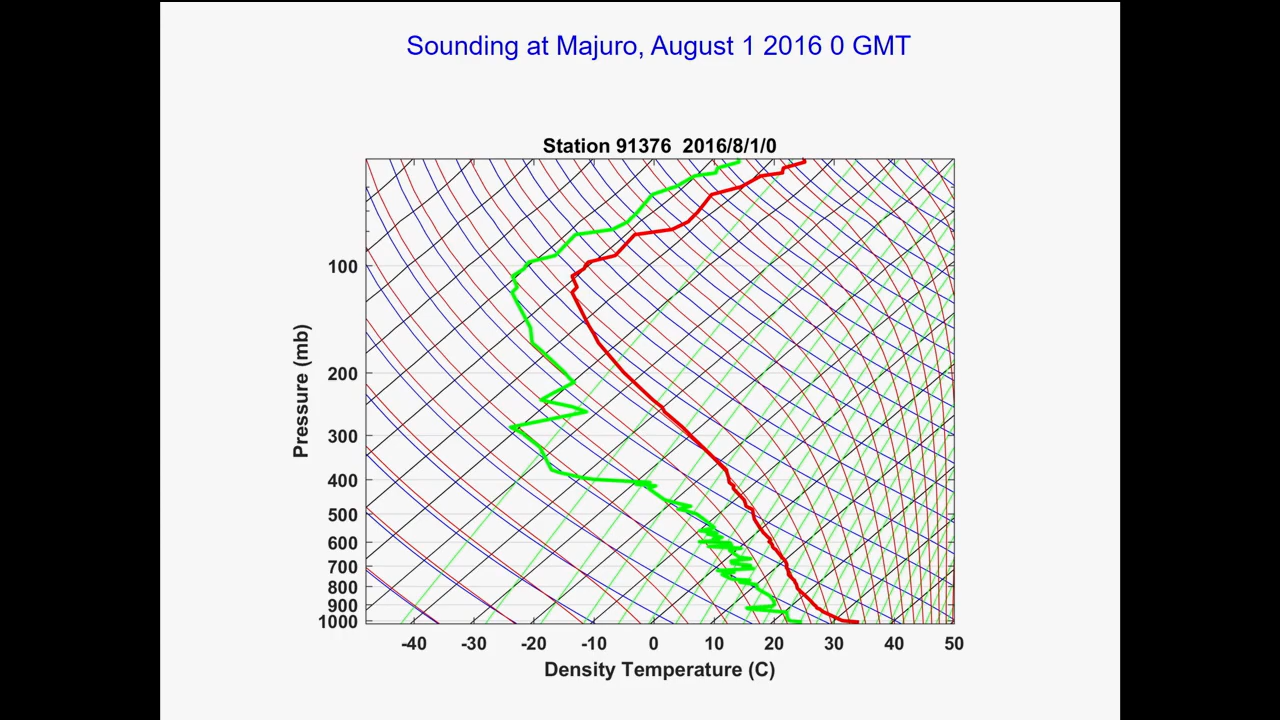 Sounding at Majuro, August 1 2016 0 GMT
Station 91376  2016/8/1/0
100
200
300
400
500
600
700
800
900
1000
Pressure (mb)
-40 -30 -20 -10 0 10 20 30 40 50
Density Temperature (C)